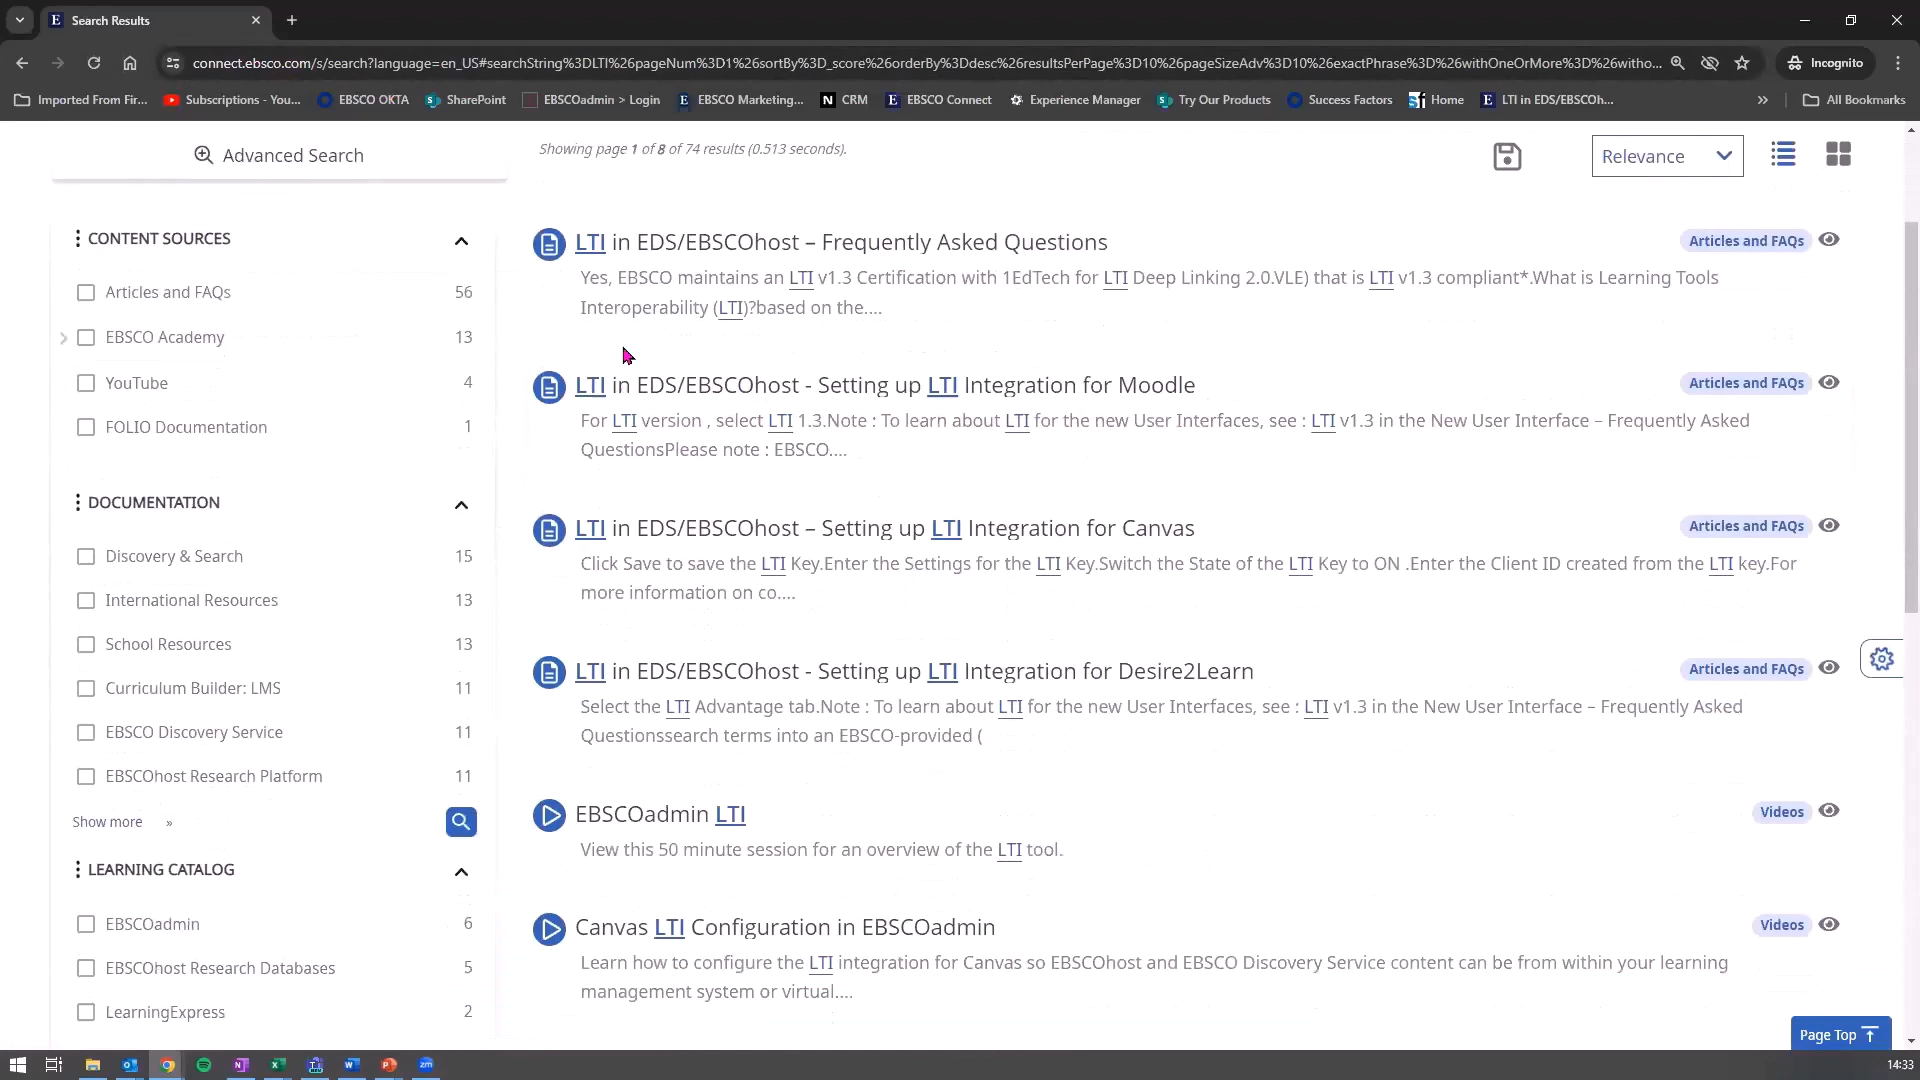 Search Results
connect.ebsco.com/s/search?language=en_US#searchString%3DLTI%26pageNum%3D1%26sortBy%3D_score%26orderBy%3Ddesc%26resultsPerPage%3D10%26pageSizeAdv%3D10%26exactPhrase%3D%26withOneOrMore%3D%26witho...
Incognito
Imported From Fir...
Subscriptions - You...
EBSCO OKTA
SharePoint
EBSCOadmin > Login
EBSCO Marketing...
CRM
EBSCO Connect
Experience Manager
Try Our Products
Success Factors
Home
LTI in EDS/EBSCOh...
All Bookmarks
Advanced Search
Showing page 1 of 8 of 74 results (0.513 seconds).
Relevance
CONTENT SOURCES
Articles and FAQs 56
EBSCO Academy 13
YouTube 4
FOLIO Documentation 1
DOCUMENTATION
Discovery & Search 15
International Resources 13
School Resources 13
Curriculum Builder: LMS 11
EBSCO Discovery Service 11
EBSCOhost Research Platform 11
Show more »
LEARNING CATALOG
EBSCOadmin 6
EBSCOhost Research Databases 5
LearningExpress 2
LTI in EDS/EBSCOhost – Frequently Asked Questions
Articles and FAQs
Yes, EBSCO maintains an LTI v1.3 Certification with 1EdTech for LTI Deep Linking 2.0.VLE) that is LTI v1.3 compliant*.What is Learning Tools
Interoperability (LTI)?based on the....
LTI in EDS/EBSCOhost - Setting up LTI Integration for Moodle
Articles and FAQs
For LTI version , select LTI 1.3.Note : To learn about LTI for the new User Interfaces, see : LTI v1.3 in the New User Interface – Frequently Asked
QuestionsPlease note : EBSCO....
LTI in EDS/EBSCOhost – Setting up LTI Integration for Canvas
Articles and FAQs
Click Save to save the LTI Key.Enter the Settings for the LTI Key.Switch the State of the LTI Key to ON .Enter the Client ID created from the LTI key.For
more information on co....
LTI in EDS/EBSCOhost - Setting up LTI Integration for Desire2Learn
Articles and FAQs
Select the LTI Advantage tab.Note : To learn about LTI for the new User Interfaces, see : LTI v1.3 in the New User Interface – Frequently Asked
Questionssearch terms into an EBSCO-provided (
EBSCOadmin LTI
Videos
View this 50 minute session for an overview of the LTI tool.
Canvas LTI Configuration in EBSCOadmin
Videos
Learn how to configure the LTI integration for Canvas so EBSCOhost and EBSCO Discovery Service content can be from within your learning
management system or virtual....
Page Top
14:33